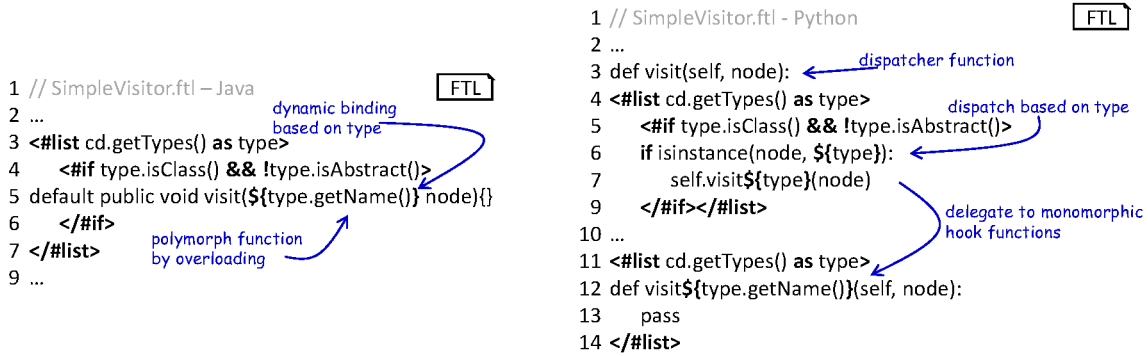 1 // SimpleVisitor.ftl – Java
FTL
2 ...
dynamic binding
based on type
3 <#list cd.getTypes() as type>
4 <#if type.isClass() && !type.isAbstract()>
5 default public void visit(${type.getName()} node){}
6 </#if>
7 </#list>
polymorph function
by overloading
9 ...
1 // SimpleVisitor.ftl - Python
FTL
2 ...
3 def visit(self, node):
dispatcher function
4 <#list cd.getTypes() as type>
dispatch based on type
5 <#if type.isClass() && !type.isAbstract()>
6 if isinstance(node, ${type}):
7 self.visit${type}(node)
9 </#if></#list>
delegate to monomorphic
hook functions
10 ...
11 <#list cd.getTypes() as type>
12 def visit${type.getName()}(self, node):
13 pass
14 </#list>